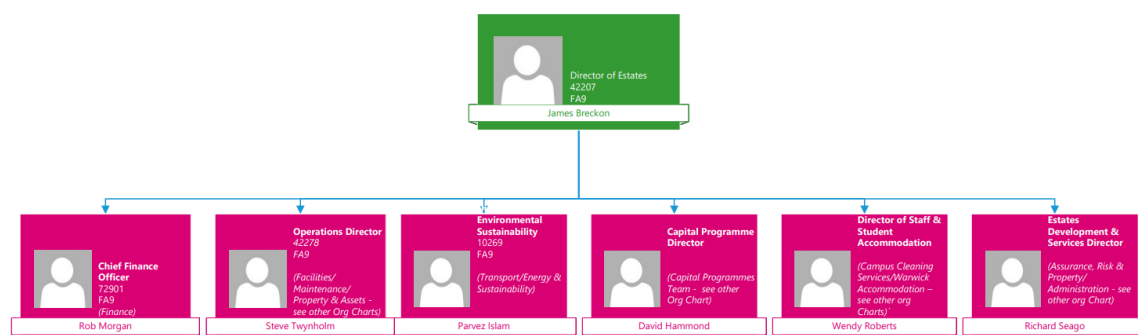 Director of Estates
42207
FA9
James Breckon
Chief Finance
Officer
72901
FA9
(Finance)
Rob Morgan
Operations Director
42278
FA9
(Facilities/
Maintenance/
Property & Assets -
see other Org Charts)
Steve Twynholm
Environmental
Sustainability
10269
FA9
(Transport/Energy &
Sustainability)
Parvez Islam
Capital Programme
Director
(Capital Programmes
Team - see other
Org Chart)
David Hammond
Director of Staff &
Student
Accommodation
(Campus Cleaning
Services/Warwick
Accommodation –
see other org
Charts)`
Wendy Roberts
Estates
Development &
Services Director
(Assurance, Risk &
Property/
Administration - see
other org Chart)
Richard Seago